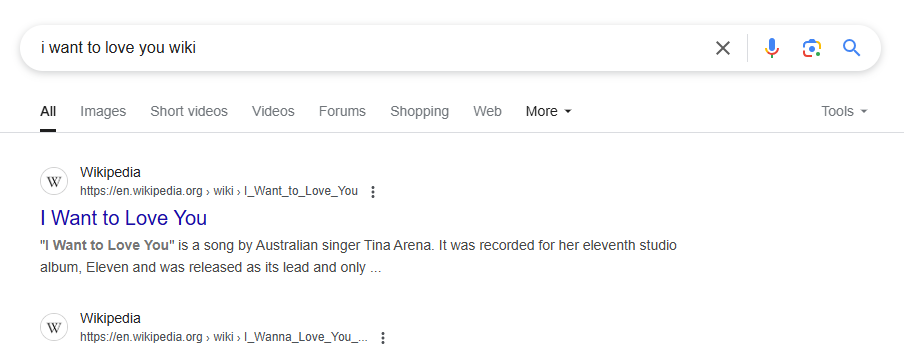 i want to love you wiki
All Images Short videos Videos Forums Shopping Web More Tools
Wikipedia
https://en.wikipedia.org › wiki › I_Want_to_Love_You
I Want to Love You
"I Want to Love You" is a song by Australian singer Tina Arena. It was recorded for her eleventh studio
album, Eleven and was released as its lead and only ...
Wikipedia
https://en.wikipedia.org › wiki › I_Wanna_Love_You_...